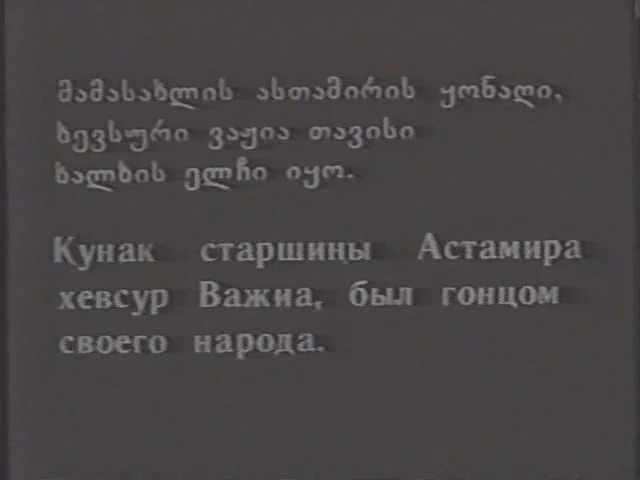 მამასახლის ასთამირის ყონაღი,
ხევსური ვაჟია თავისი
ხალხის ელჩი იყო.
Кунак старшины Астамира
хевсур Важиа, был гонцом
своего народа.